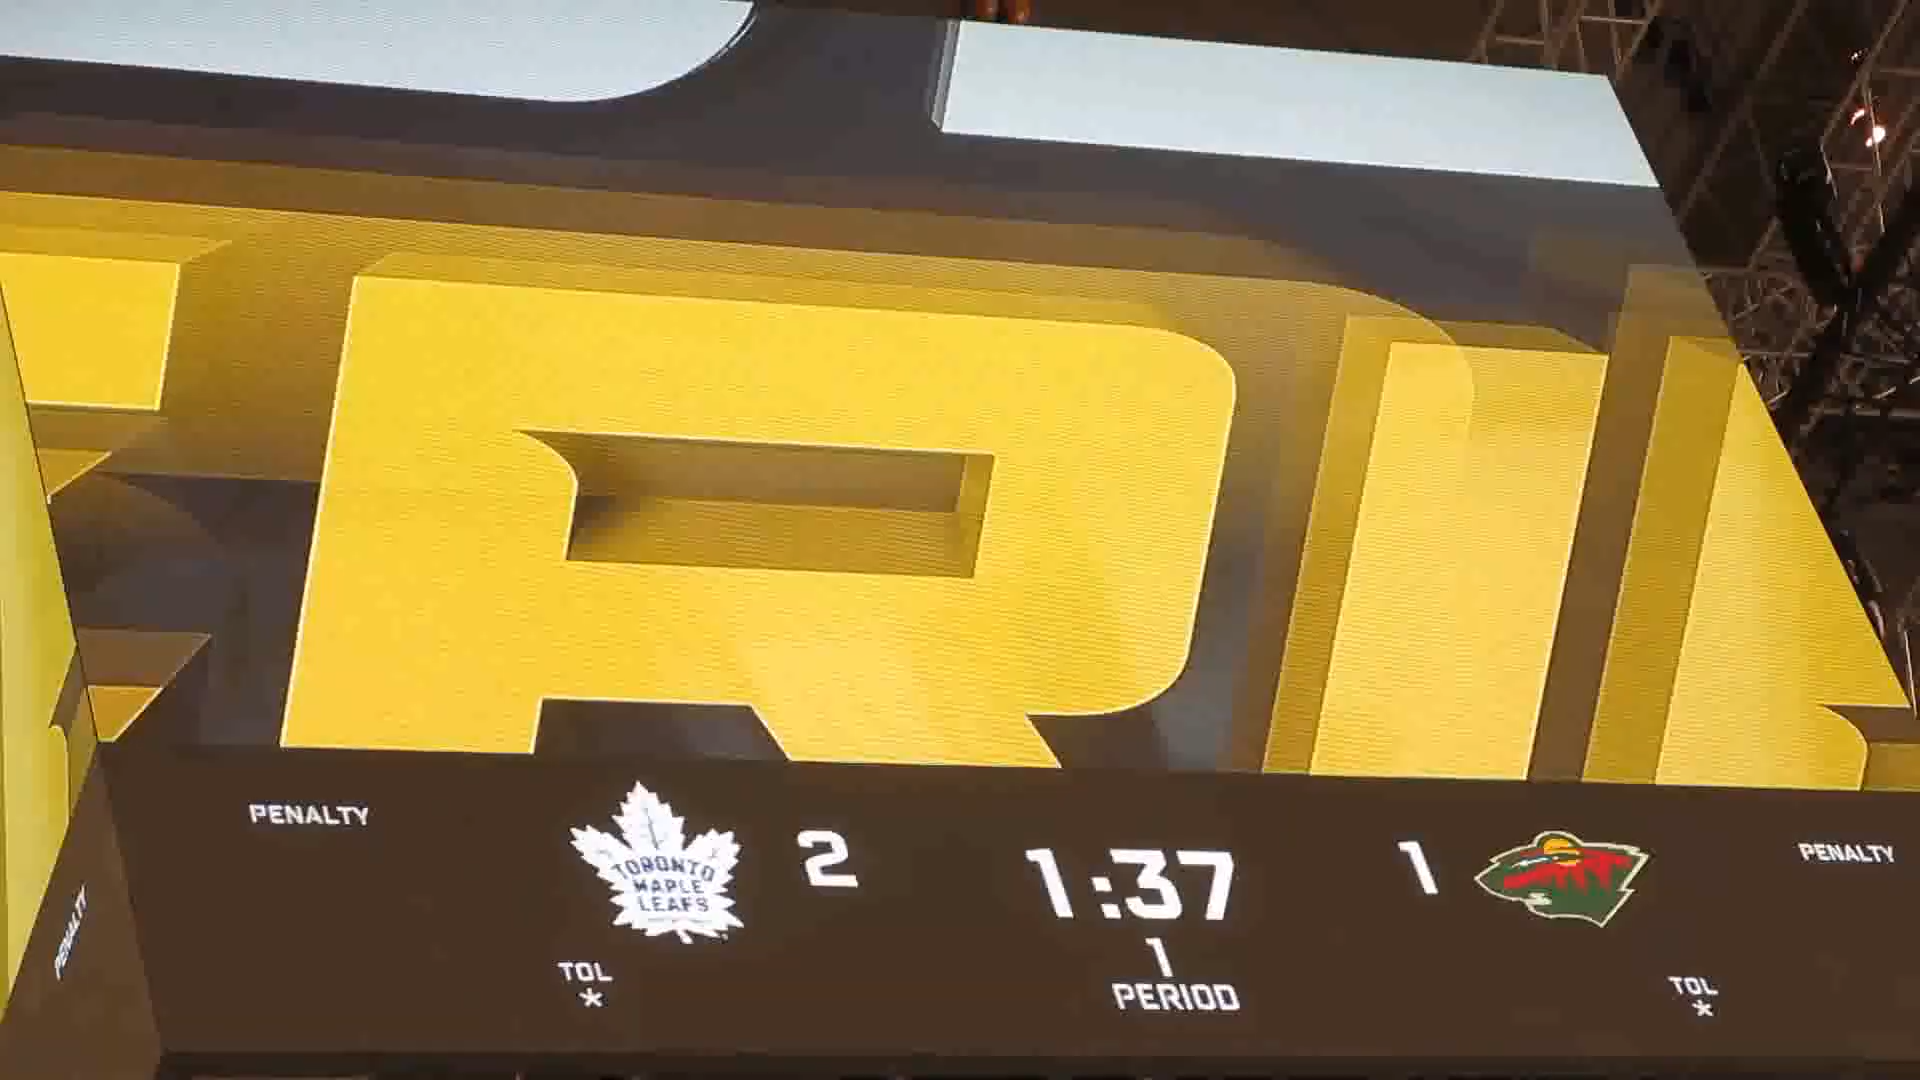 PENALTY
TORONTO
MAPLE
LEAFS
2
1:37
1
PENALTY
PENALTY
TOL
*
1
PERIOD
TOL
*